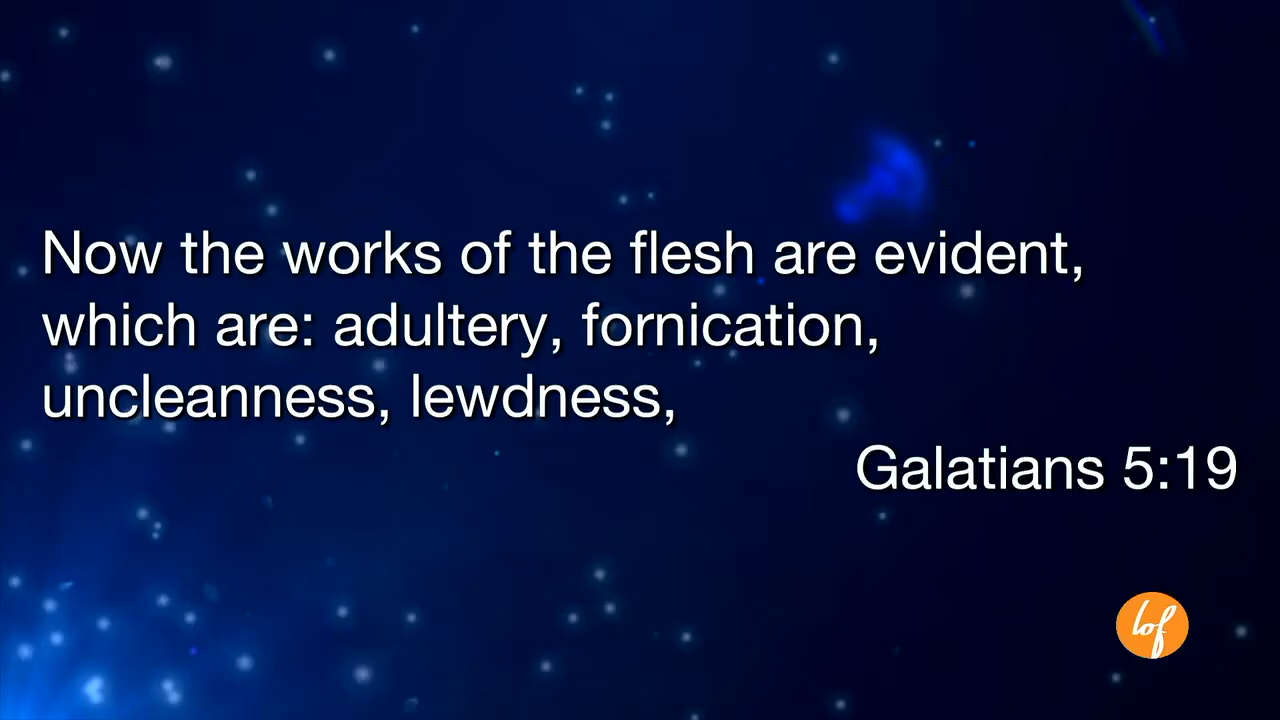 Now the works of the flesh are evident,
which are: adultery, fornication,
uncleanness, lewdness,
Galatians 5:19
lof